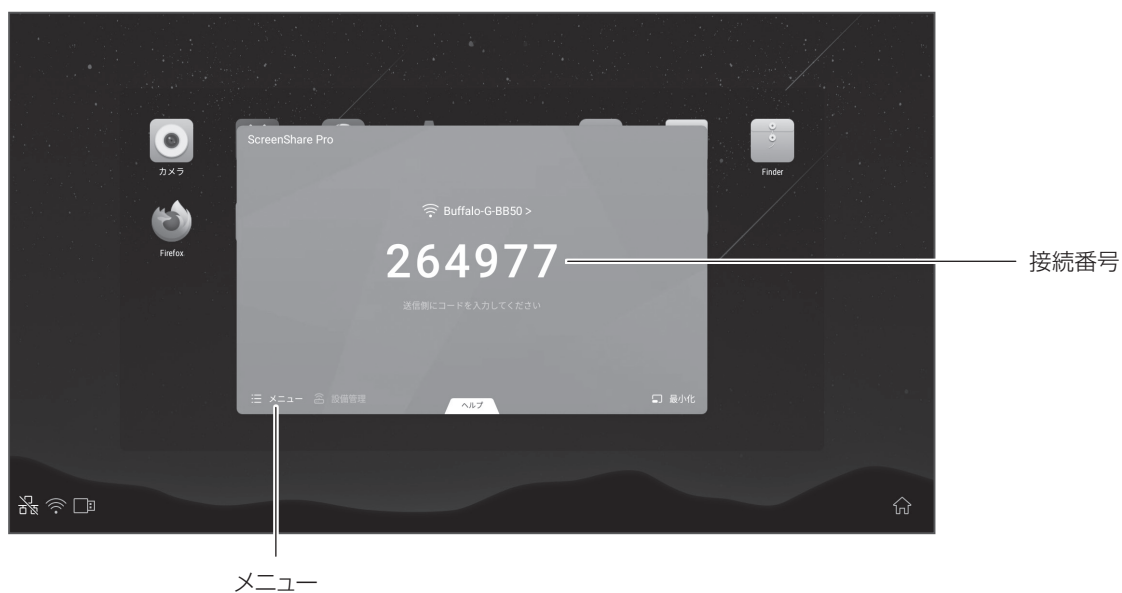 ScreenShare Pro
カメラ
Finder
Buffalo-G-BB50 >
Firefox
264977
接続番号
送信側にコードを入力してください
メニュー
設備管理
ヘルプ
最小化
メニュー